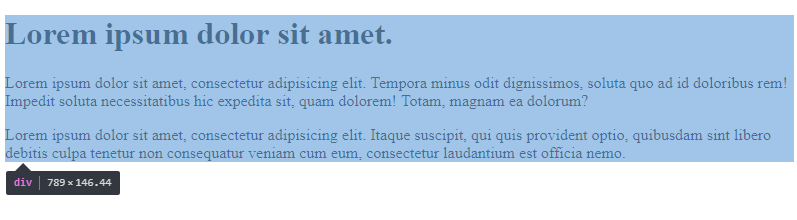 Lorem ipsum dolor sit amet.
Lorem ipsum dolor sit amet, consectetur adipisicing elit. Tempora minus odit dignissimos, soluta quo ad id doloribus rem!
Impedit soluta necessitatibus hic expedita sit, quam dolorem! Totam, magnam ea dolorum?
Lorem ipsum dolor sit amet, consectetur adipisicing elit. Itaque suscipit, qui quis provident optio, quibusdam sint libero
debitis culpa tenetur non consequatur veniam cum eum, consectetur laudantium est officia nemo.
div | 789×146.44